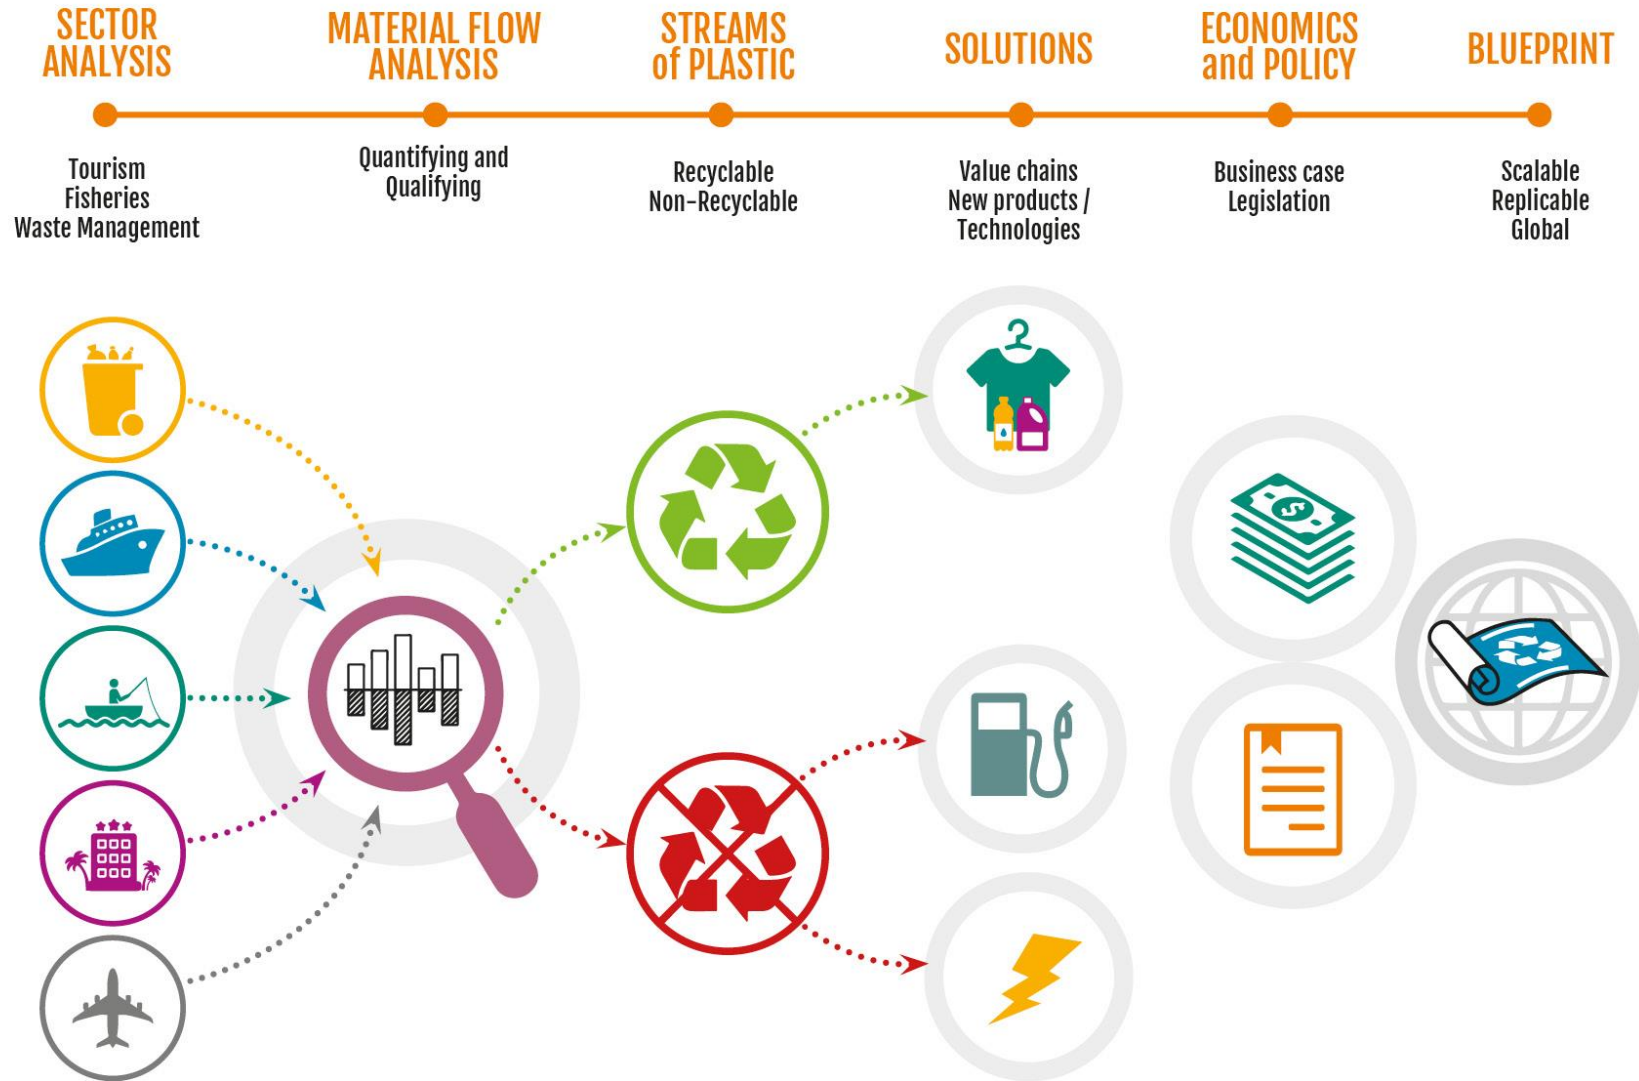 SECTOR
ANALYSIS
Tourism
Fisheries
Waste Management
MATERIAL FLOW
ANALYSIS
Quantifying and
Qualifying
STREAMS
of PLASTIC
Recyclable
Non-Recyclable
SOLUTIONS
Value chains
New products /
Technologies
ECONOMICS
and POLICY
Business case
Legislation
BLUEPRINT
Scalable
Replicable
Global
$